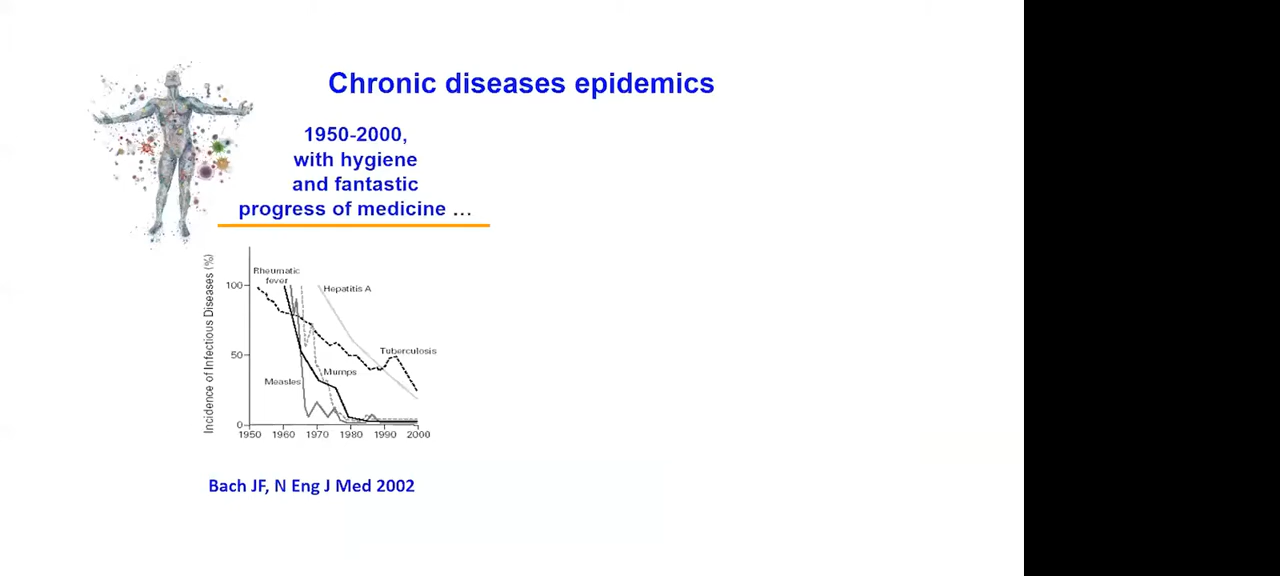 Chronic diseases epidemics
1950-2000,
with hygiene
and fantastic
progress of medicine ...
Incidence of Infectious Diseases (%)
Rheumatic
fever
100
Hepatitis A
50
Tuberculosis
Mumps
Measles
0
1950 1960 1970 1980 1990 2000
Bach JF, N Eng J Med 2002